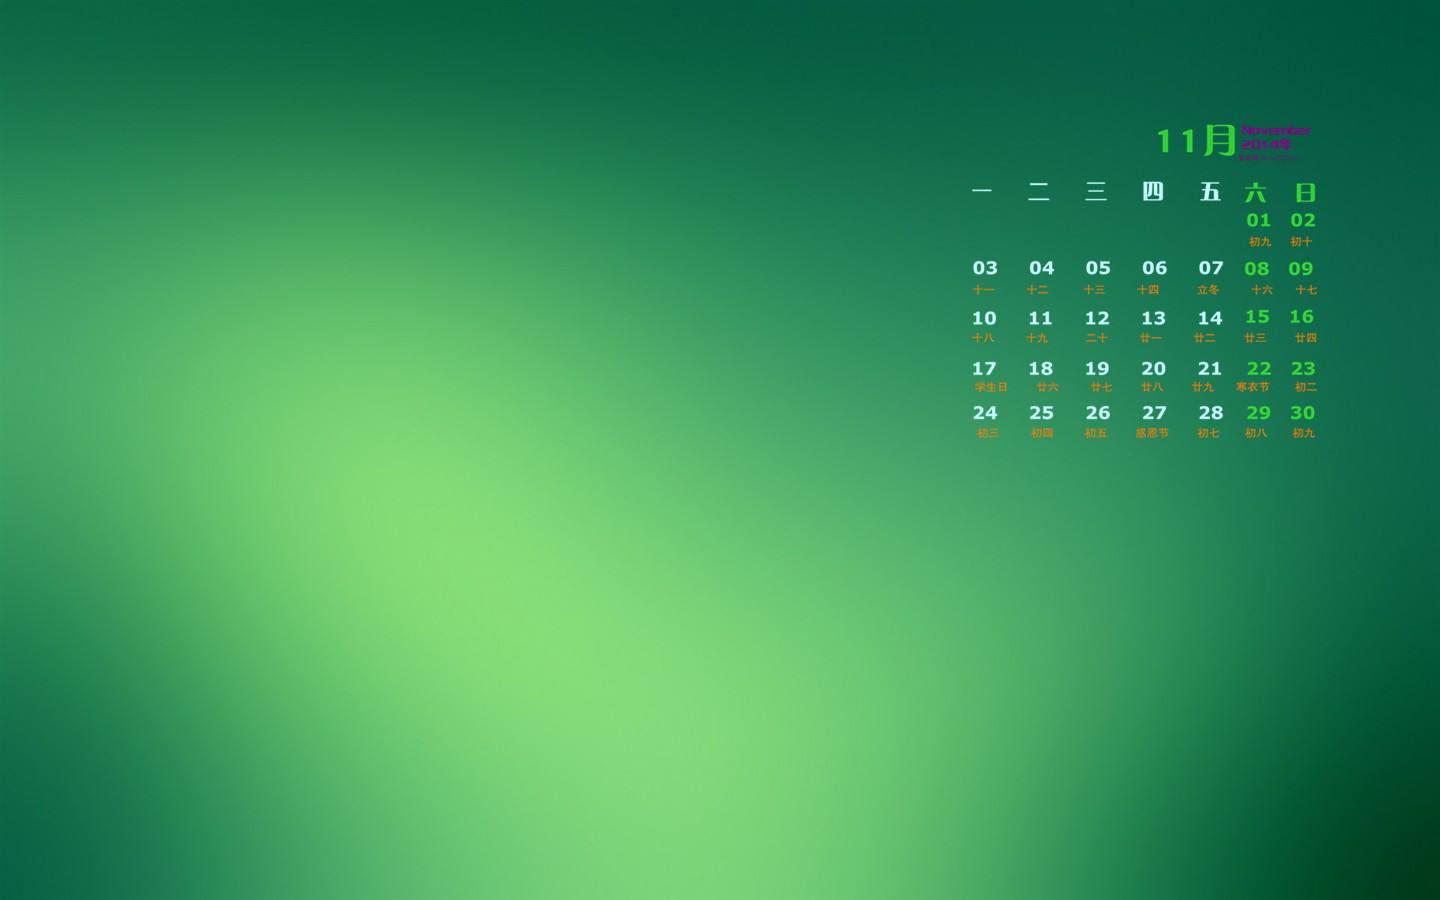 11月 November
2014年
一 二 三 四 五 六 日
01 02
初九 初十
03 04 05 06 07 08 09
十一 十二 十三 十四 立冬 十六 十七
10 11 12 13 14 15 16
十八 十九 二十 廿一 廿二 廿三 廿四
17 18 19 20 21 22 23
学生日 廿六 廿七 廿八 廿九 寒衣节 初二
24 25 26 27 28 29 30
初三 初四 初五 感恩节 初七 初八 初九